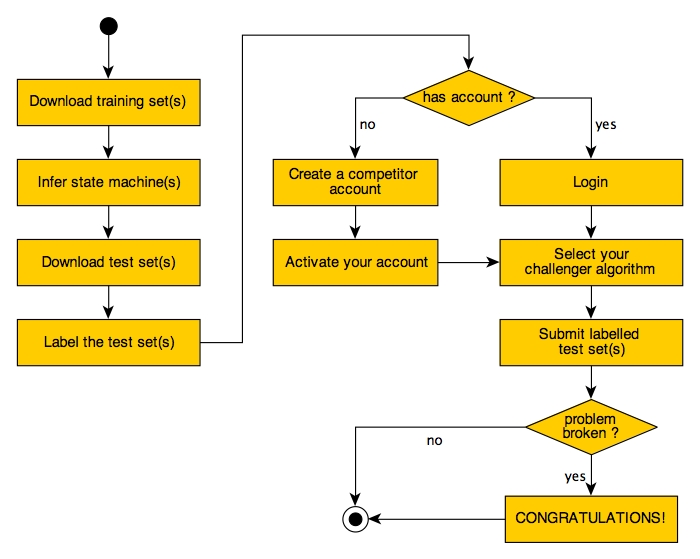 Download training set(s)
Infer state machine(s)
Download test set(s)
Label the test set(s)
has account ?
no
yes
Create a competitor
account
Login
Activate your account
Select your
challenger algorithm
Submit labelled
test set(s)
problem
broken ?
no
yes
CONGRATULATIONS!